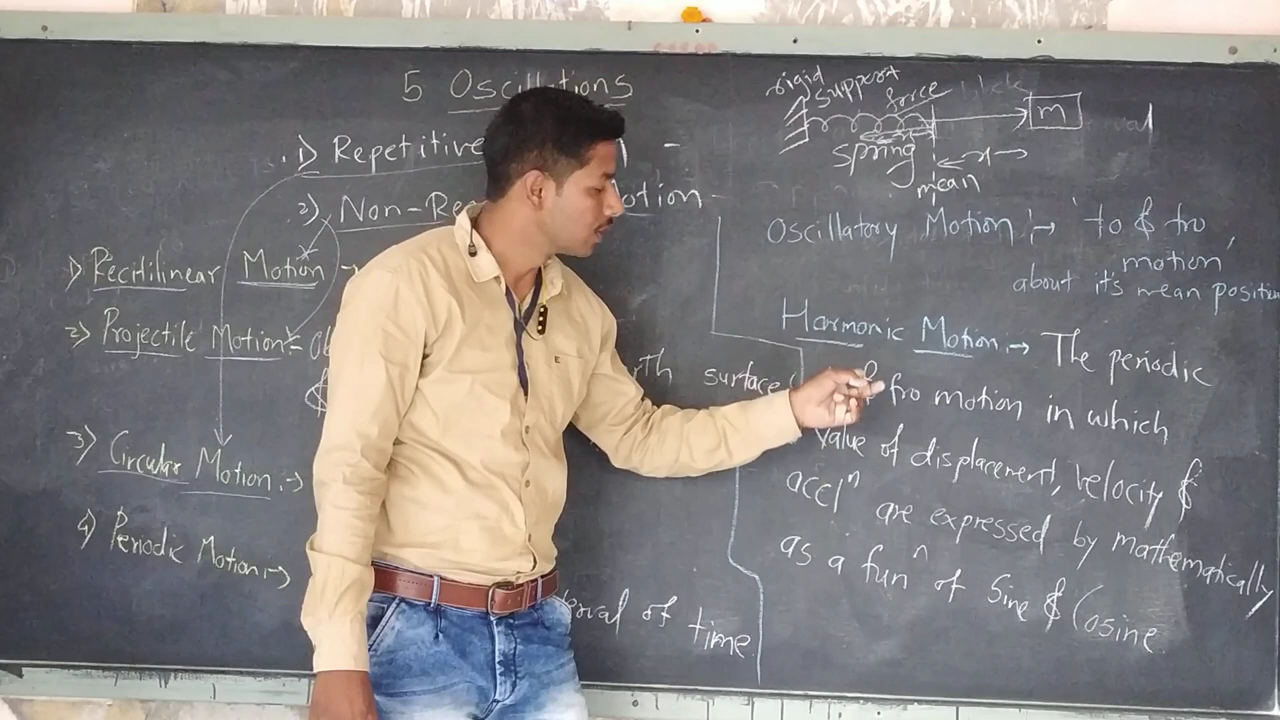 5 Oscillations
1) Repetitive -
2) Non-Re otion -
1) Rectilinear Motion →
2) Projectile Motion:-
&
rth surface
3) Circular Motion :→
4) Periodic Motion :→
terval of time
rigid
support
force
m
spring
x
mean
Oscillatory Motion :→ to & fro
motion
about it's mean position
Harmonic Motion :→ The periodic
& fro motion in which
value of displacement, velocity &
accl^n are expressed by mathematically
as a fun^n of Sine & Cosine